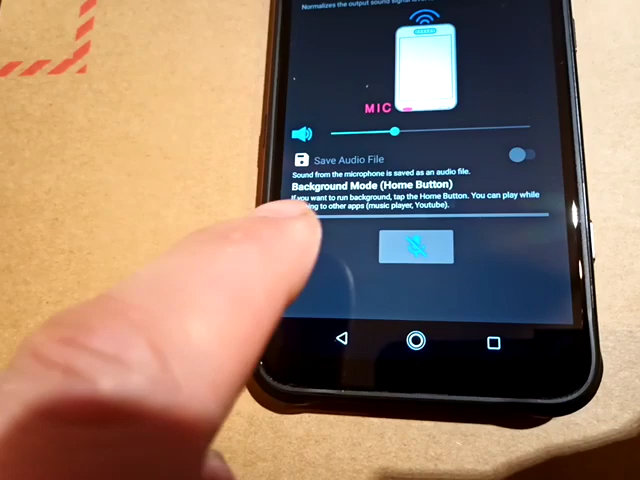 Normalizes the output sound signal
MIC
Save Audio File
Sound from the microphone is saved as an audio file.
Background Mode (Home Button)
If you want to run background, tap the Home Button. You can play while
to other apps (music player, Youtube).